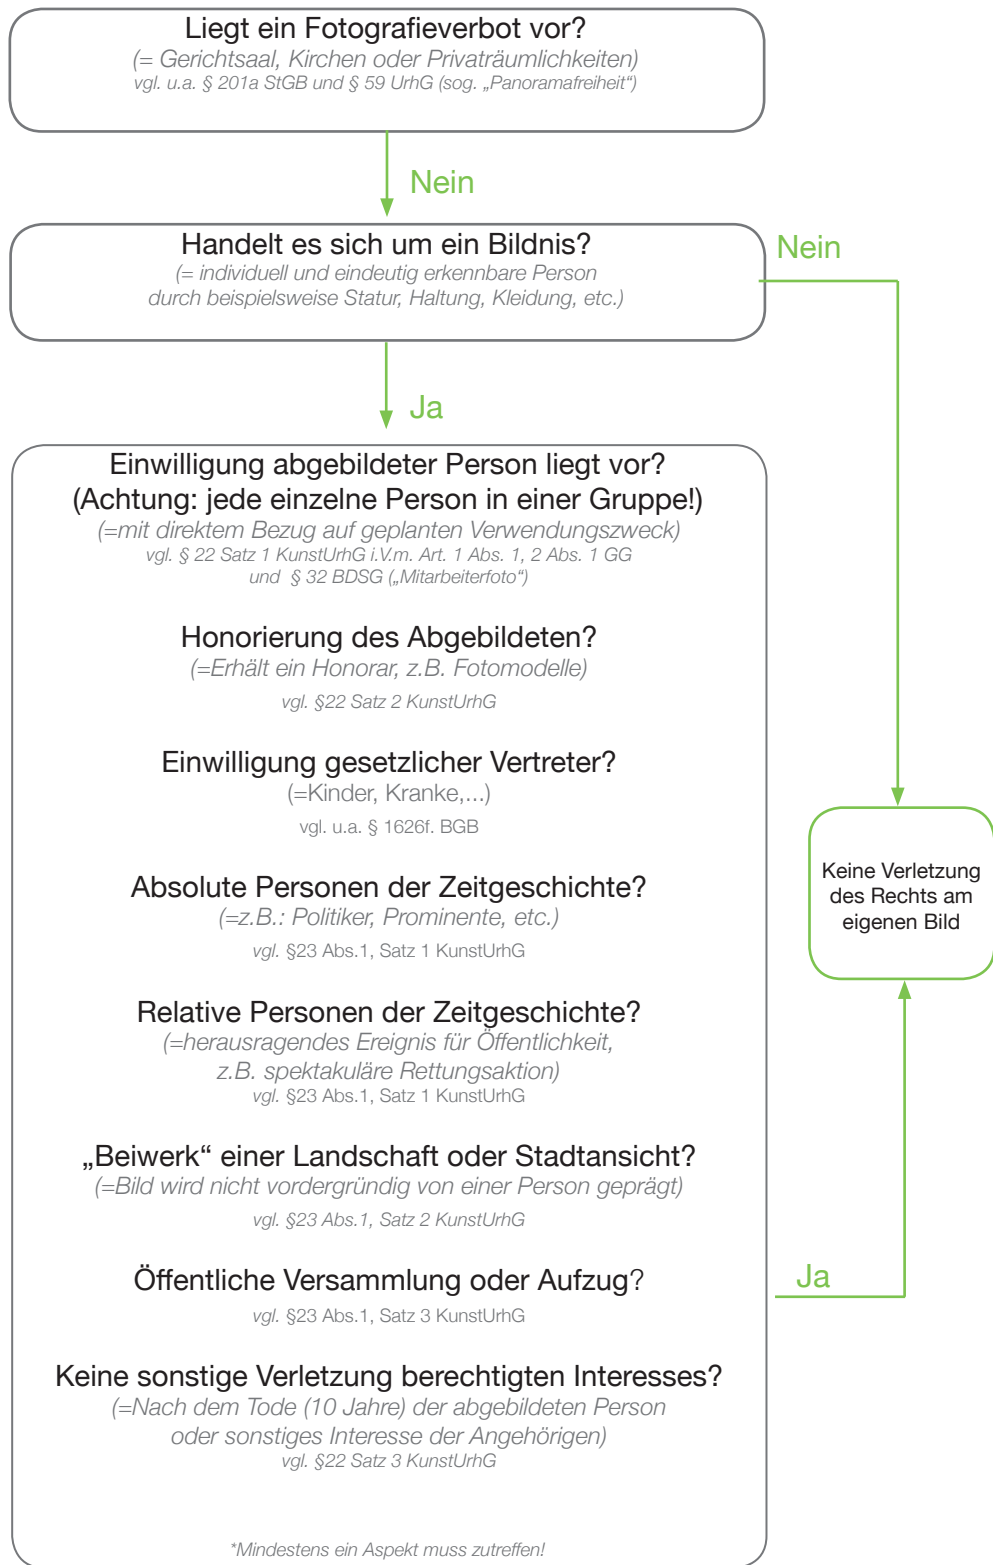 Liegt ein Fotografieverbot vor?
(= Gerichtsaal, Kirchen oder Privaträumlichkeiten)
vgl. u.a. § 201a StGB und § 59 UrhG (sog. „Panoramafreiheit“)
Nein
Handelt es sich um ein Bildnis?
(= individuell und eindeutig erkennbare Person
durch beispielsweise Statur, Haltung, Kleidung, etc.)
Nein
Ja
Einwilligung abgebildeter Person liegt vor?
(Achtung: jede einzelne Person in einer Gruppe!)
(=mit direktem Bezug auf geplanten Verwendungszweck)
vgl. § 22 Satz 1 KunstUrhG i.V.m. Art. 1 Abs. 1, 2 Abs. 1 GG
und § 32 BDSG („Mitarbeiterfoto“)
Honorierung des Abgebildeten?
(=Erhält ein Honorar, z.B. Fotomodelle)
vgl. §22 Satz 2 KunstUrhG
Einwilligung gesetzlicher Vertreter?
(=Kinder, Kranke,...)
vgl. u.a. § 1626f. BGB
Absolute Personen der Zeitgeschichte?
(=z.B.: Politiker, Prominente, etc.)
vgl. §23 Abs.1, Satz 1 KunstUrhG
Relative Personen der Zeitgeschichte?
(=herausragendes Ereignis für Öffentlichkeit,
z.B. spektakuläre Rettungsaktion)
vgl. §23 Abs.1, Satz 1 KunstUrhG
„Beiwerk“ einer Landschaft oder Stadtansicht?
(=Bild wird nicht vordergründig von einer Person geprägt)
vgl. §23 Abs.1, Satz 2 KunstUrhG
Öffentliche Versammlung oder Aufzug?
vgl. §23 Abs.1, Satz 3 KunstUrhG
Keine sonstige Verletzung berechtigten Interesses?
(=Nach dem Tode (10 Jahre) der abgebildeten Person
oder sonstiges Interesse der Angehörigen)
vgl. §22 Satz 3 KunstUrhG
*Mindestens ein Aspekt muss zutreffen!
Ja
Keine Verletzung
des Rechts am
eigenen Bild